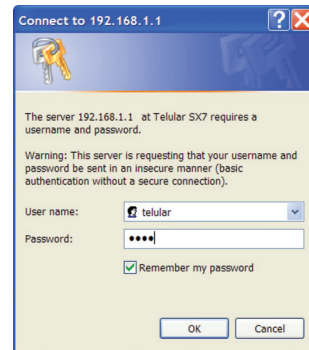 Connect to 192.168.1.1
The server 192.168.1.1 at Telular SX7 requires a
username and password.
Warning: This server is requesting that your username and
password be sent in an insecure manner (basic
authentication without a secure connection).
User name:
telular
Password:
••••
Remember my password
OK
Cancel